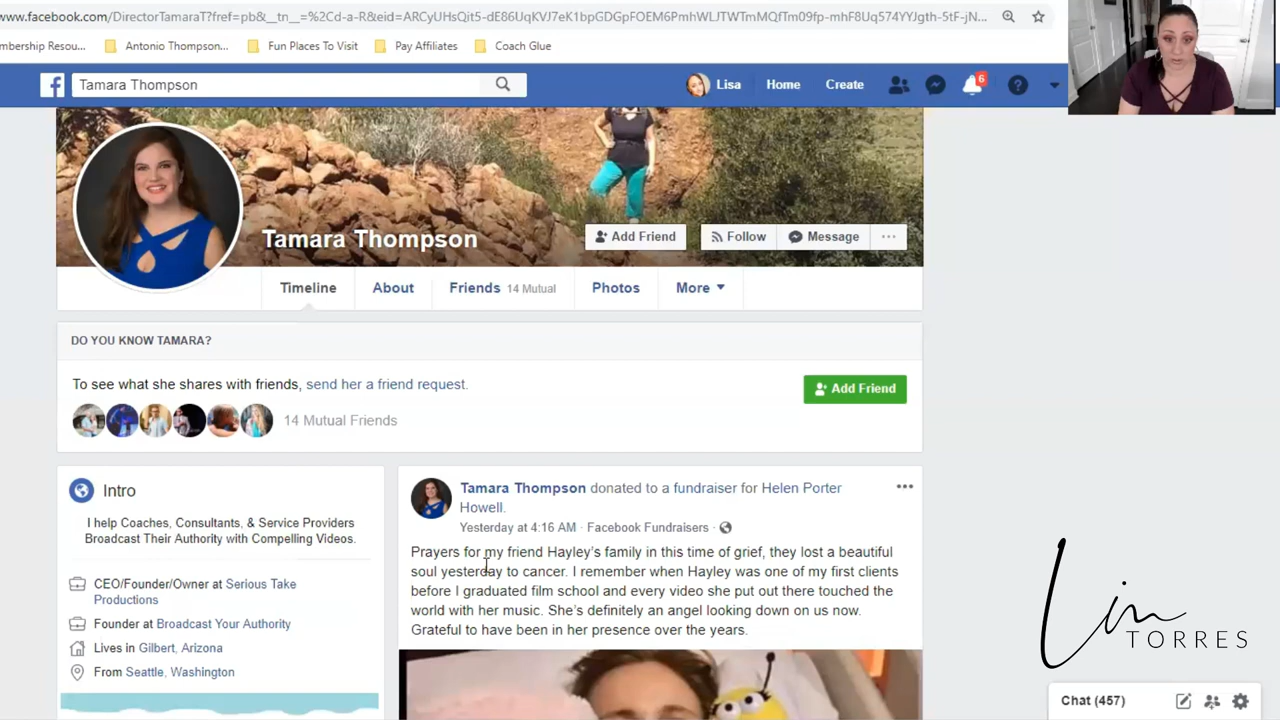 www.facebook.com/DirectorTamaraT?fref=pb&__tn__=%2Cd-a-R&eid=ARCyUHsQit5-dE86UqKVJ7eK1bpGDGpFOEM6PmhWLJTWTmMQfTm09fp-mhF8Uq574YYJgth-5tF-jN...
mbership Resou...
Antonio Thompson...
Fun Places To Visit
Pay Affiliates
Coach Glue
Tamara Thompson
Lisa
Home
Create
6
Tamara Thompson
Add Friend
Follow
Message
Timeline
About
Friends 14 Mutual
Photos
More
DO YOU KNOW TAMARA?
To see what she shares with friends, send her a friend request.
Add Friend
14 Mutual Friends
Intro
I help Coaches, Consultants, & Service Providers
Broadcast Their Authority with Compelling Videos.
CEO/Founder/Owner at Serious Take
Productions
Founder at Broadcast Your Authority
Lives in Gilbert, Arizona
From Seattle, Washington
Tamara Thompson donated to a fundraiser for Helen Porter
Howell.
Yesterday at 4:16 AM · Facebook Fundraisers ·
Prayers for my friend Hayley's family in this time of grief, they lost a beautiful
soul yesterday to cancer. I remember when Hayley was one of my first clients
before I graduated film school and every video she put out there touched the
world with her music. She's definitely an angel looking down on us now.
Grateful to have been in her presence over the years.
TORRES
Chat (457)